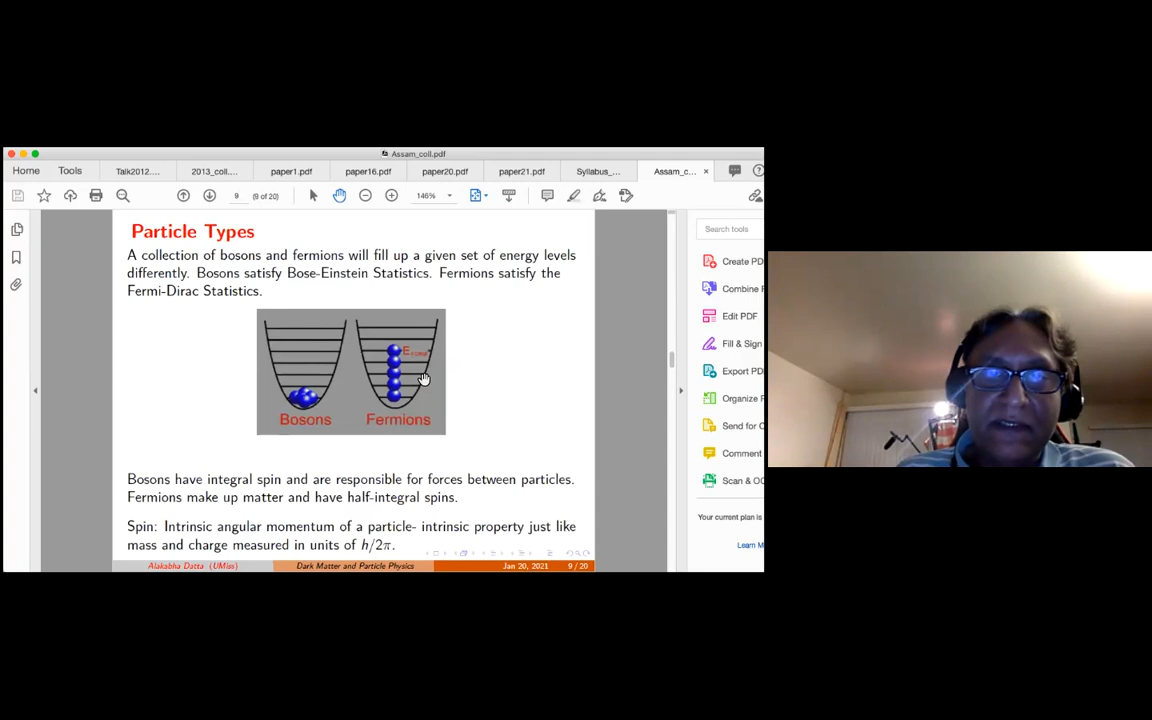 Assam_coll.pdf
Home
Tools
Talk2012....
2013_coll....
paper1.pdf
paper16.pdf
paper20.pdf
paper21.pdf
Syllabus_...
Assam_c...
9
(9 of 20)
146%
Search tools
Create PD
Combine F
Edit PDF
Fill & Sign
Export PD
Organize F
Send for C
Comment
Scan & OC
Your current plan is
Learn M
Particle Types
A collection of bosons and fermions will fill up a given set of energy levels
differently. Bosons satisfy Bose-Einstein Statistics. Fermions satisfy the
Fermi-Dirac Statistics.
Bosons
Fermions
Bosons have integral spin and are responsible for forces between particles.
Fermions make up matter and have half-integral spins.
Spin: Intrinsic angular momentum of a particle- intrinsic property just like
mass and charge measured in units of h/2π.
Alakabha Datta (UMiss)
Dark Matter and Particle Physics
Jan 20, 2021
9 / 20